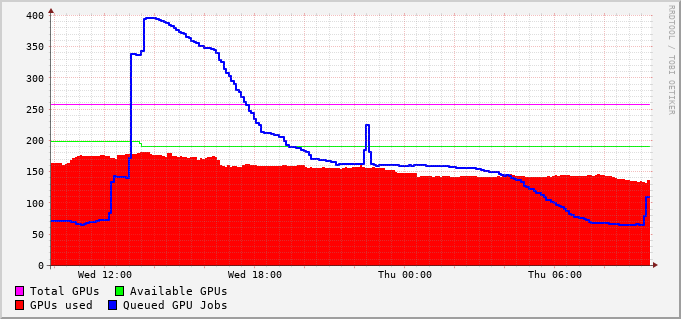 400
350
300
250
200
150
100
50
0
Wed 12:00 Wed 18:00 Thu 00:00 Thu 06:00
Total GPUs Available GPUs
GPUs used Queued GPU Jobs
RRDTOOL / TOBI OETIKER